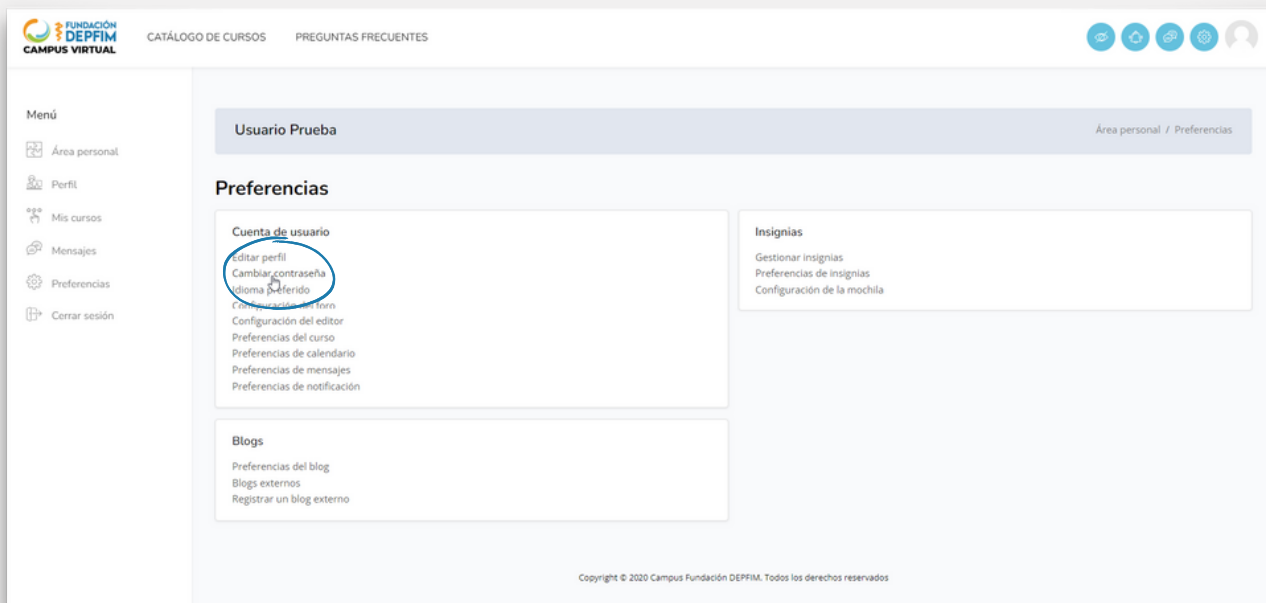 FUNDACIÓN
DEPFIM
CAMPUS VIRTUAL
CATÁLOGO DE CURSOS
PREGUNTAS FRECUENTES
Menú
Área personal
Perfil
Mis cursos
Mensajes
Preferencias
Cerrar sesión
Usuario Prueba
Área personal / Preferencias
Preferencias
Cuenta de usuario
Editar perfil
Cambiar contraseña
Idioma preferido
Configuración del foro
Configuración del editor
Preferencias del curso
Preferencias de calendario
Preferencias de mensajes
Preferencias de notificación
Insignias
Gestionar insignias
Preferencias de insignias
Configuración de la mochila
Blogs
Preferencias del blog
Blogs externos
Registrar un blog externo
Copyright © 2020 Campus Fundación DEPFIM. Todos los derechos reservados